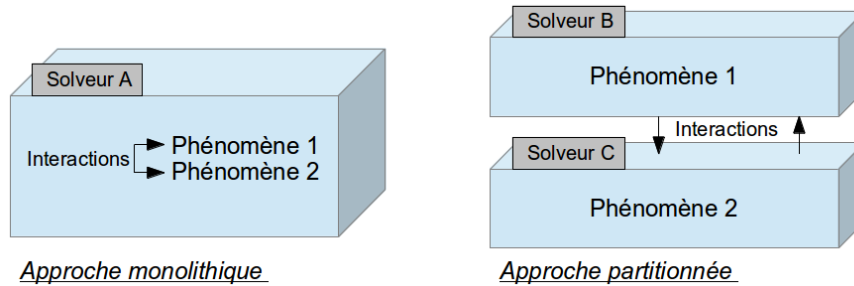 Solveur A
Interactions
Phénomène 1
Phénomène 2
Approche monolithique
Solveur B
Phénomène 1
Interactions
Solveur C
Phénomène 2
Approche partitionnée